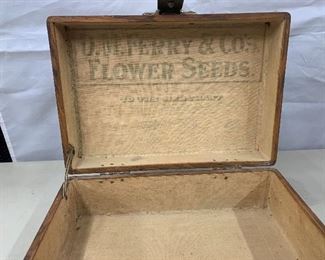 D.M. FERRY & CO'S
FLOWER SEEDS.